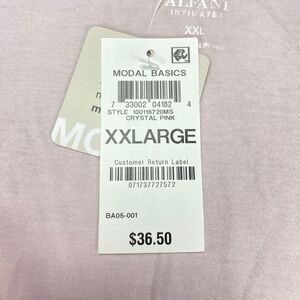 ALFANI
INTIMATES
XXL
MODAL BASICS
7 33002 04182 4
STYLE 100116720MS
CRYSTAL PINK
XXLARGE
Customer Return Label
071737727572
BA05-001
$36.50
MO